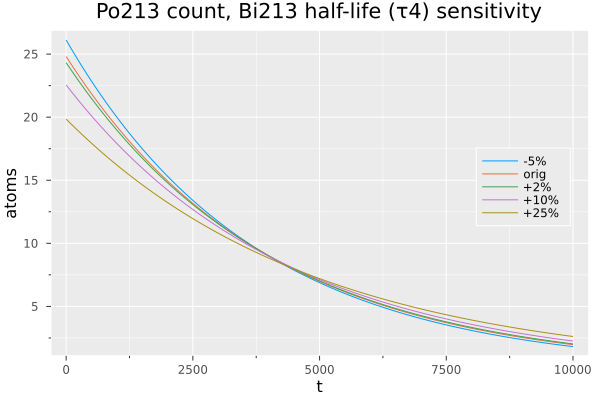 Po213 count, Bi213 half-life (τ4) sensitivity
25
20
15
10
5
atoms
-5%
orig
+2%
+10%
+25%
0 2500 5000 7500 10000
t